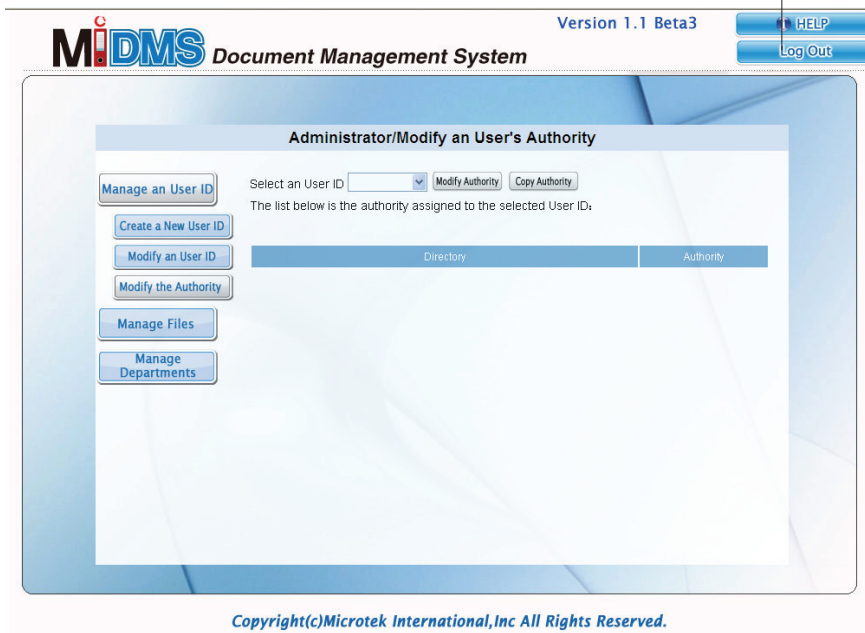 Version 1.1 Beta3
HELP
MiDMS Document Management System
Log Out
Administrator/Modify an User's Authority
Manage an User ID
Select an User ID Modify Authority Copy Authority
The list below is the authority assigned to the selected User ID:
Create a New User ID
Modify an User ID
Directory Authority
Modify the Authority
Manage Files
Manage
Departments
Copyright(c)Microtek International,Inc All Rights Reserved.